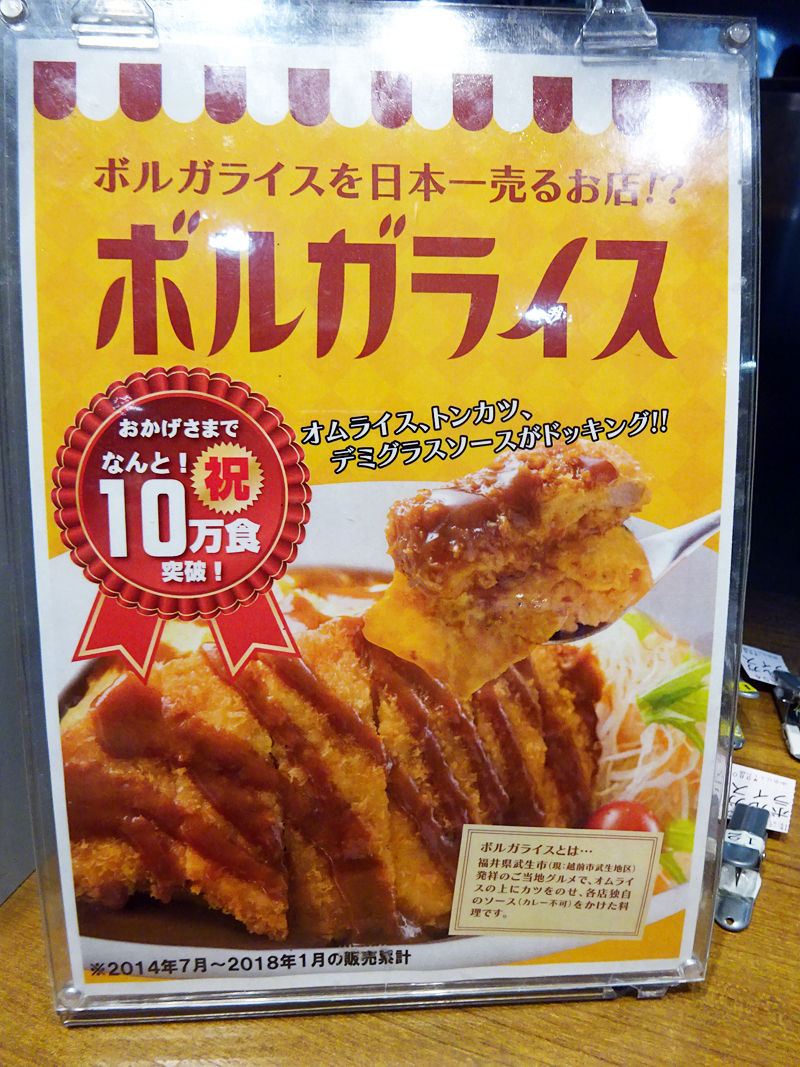 ボルガライスを日本一売るお店!?
ボルガライス
おかげさまで
なんと!
祝
10万食
突破!
オムライス、トンカツ、
デミグラスソースがドッキング!!
ボルガライスとは…
福井県武生市(現:越前市武生地区)
発祥のご当地グルメで、オムライ
スの上にカツをのせ、各店独自
のソース(カレー不可)をかけた料
理です。
※2014年7月~2018年1月の販売累計